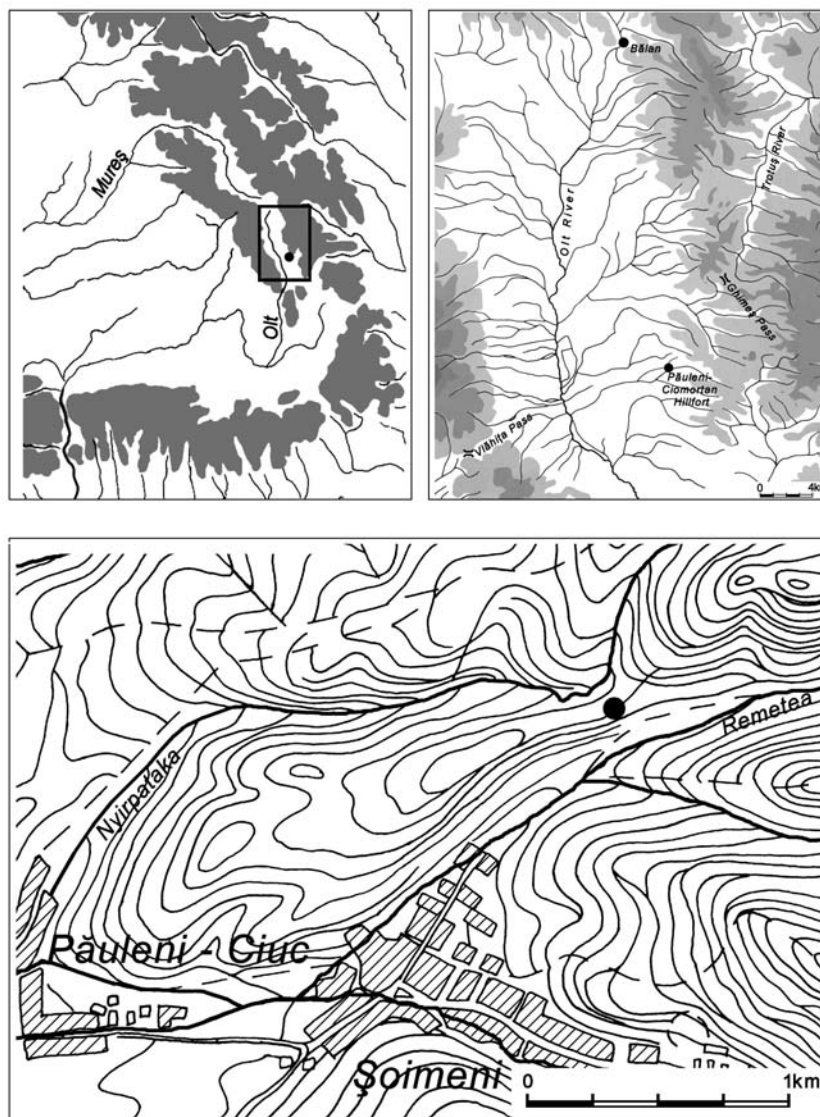 Mureş
Olt
Bălan
Trotuş River
Olt River
Ghimeş Pass
Păuleni-
Ciomortan
Hillfort
Vlăhiţa Pass
0 4km
Remetea
Nyirpataka
Păuleni - Ciuc
Şoimeni
0 1km